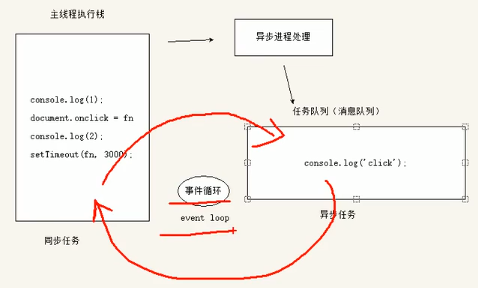 主线程执行栈
异步进程处理
任务队列（消息队列）
console.log(1);
document.onclick = fn
console.log(2);
setTimeout(fn, 3000);
console.log('click');
事件循环
event loop
同步任务
异步任务